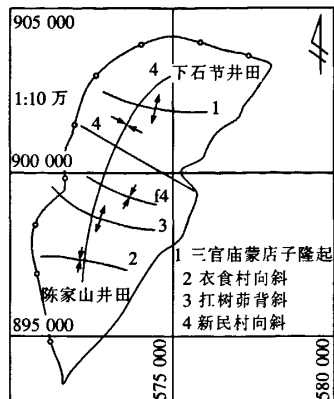 905 000
4
下石节井田
1:10 万
4
1
900 000
f4
3
1 三官庙蒙店子隆起
2
2 衣食村向斜
陈家山井田
3 扛树茆背斜
4 新民村向斜
895 000
575 000
580 000